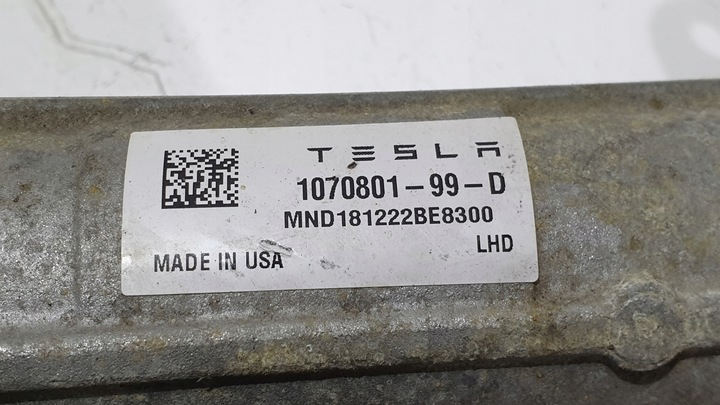 TESLA
1070801-99-D
MND181222BE8300
LHD
MADE IN USA